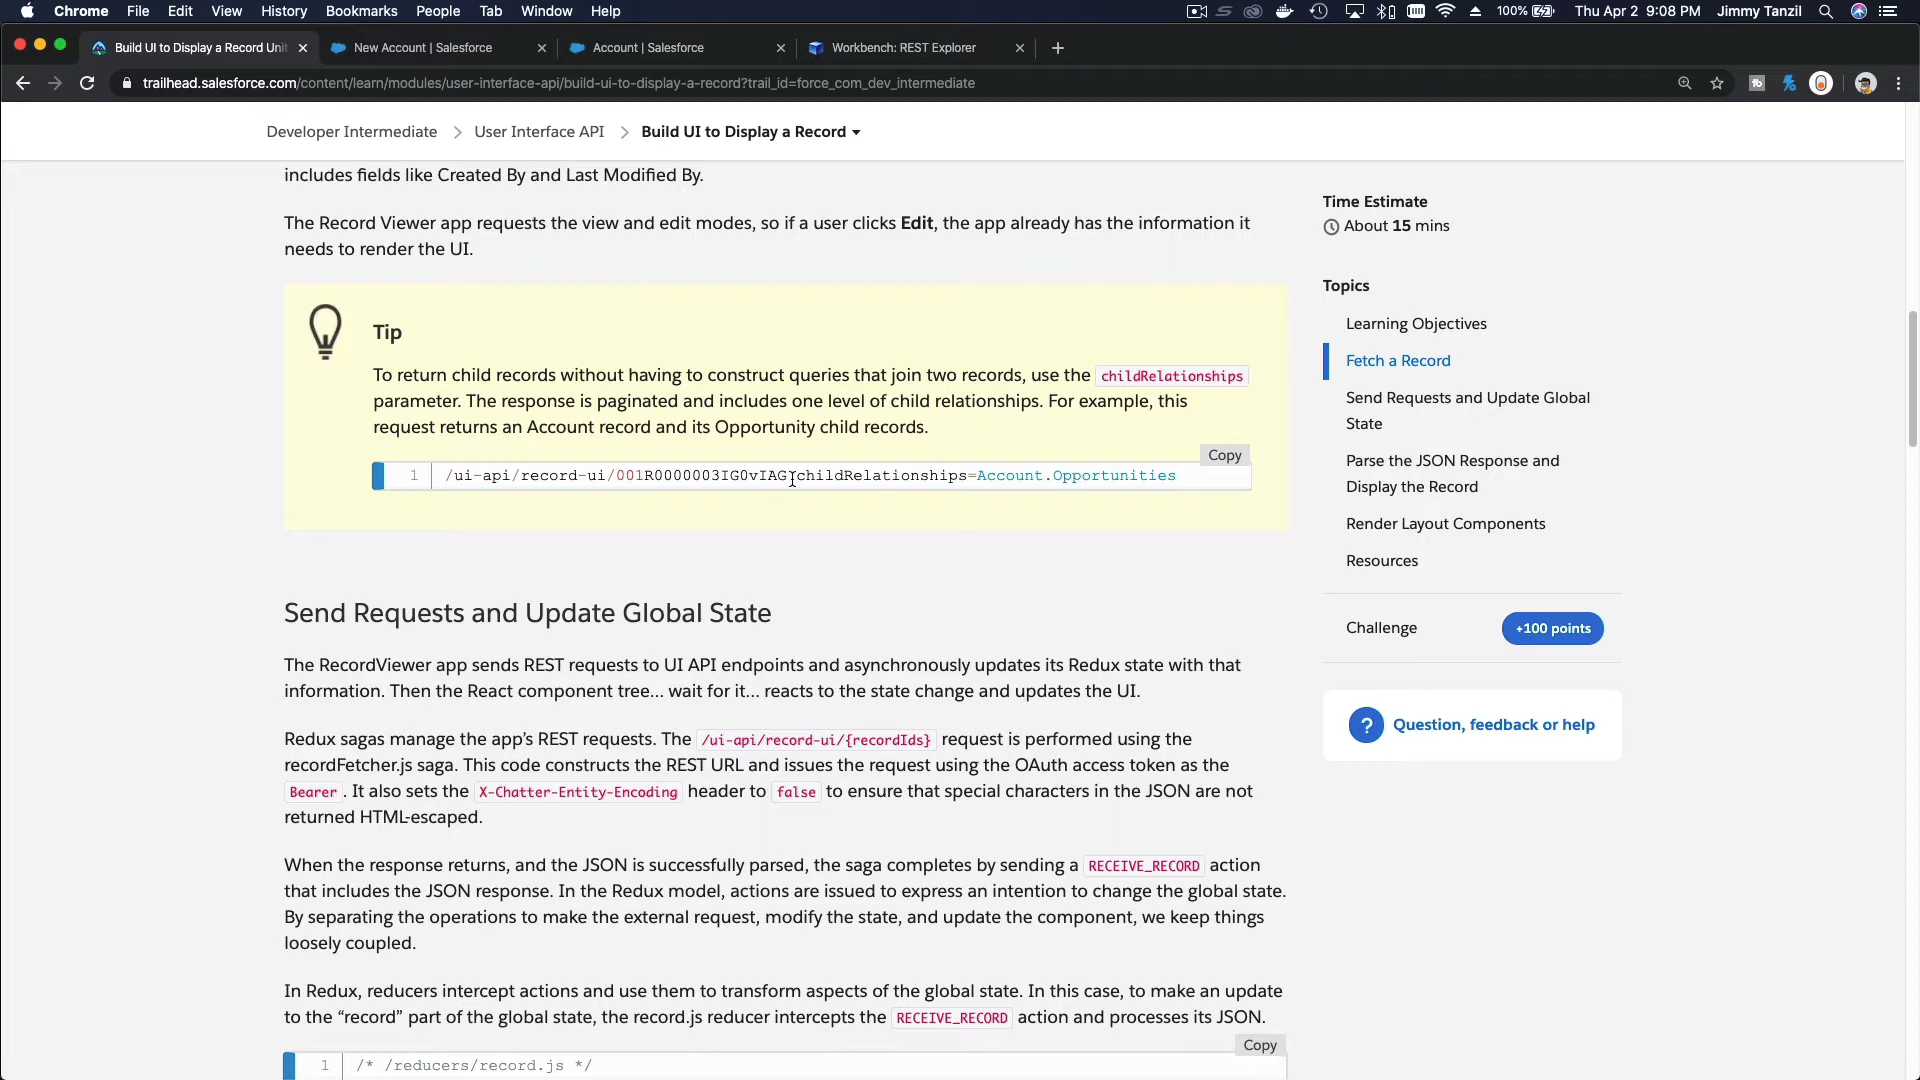 Chrome File Edit View History Bookmarks People Tab Window Help
100% Thu Apr 2 9:08 PM Jimmy Tanzil
Build UI to Display a Record Unit
New Account | Salesforce
Account | Salesforce
Workbench: REST Explorer
trailhead.salesforce.com/content/learn/modules/user-interface-api/build-ui-to-display-a-record?trail_id=force_com_dev_intermediate
Developer Intermediate > User Interface API > Build UI to Display a Record
includes fields like Created By and Last Modified By.
The Record Viewer app requests the view and edit modes, so if a user clicks Edit, the app already has the information it
needs to render the UI.
Tip
To return child records without having to construct queries that join two records, use the childRelationships
parameter. The response is paginated and includes one level of child relationships. For example, this
request returns an Account record and its Opportunity child records.
Copy
1 /ui-api/record-ui/001R0000003IG0vIAG?childRelationships=Account.Opportunities
Send Requests and Update Global State
The RecordViewer app sends REST requests to UI API endpoints and asynchronously updates its Redux state with that
information. Then the React component tree... wait for it... reacts to the state change and updates the UI.
Redux sagas manage the app's REST requests. The /ui-api/record-ui/{recordIds} request is performed using the
recordFetcher.js saga. This code constructs the REST URL and issues the request using the OAuth access token as the
Bearer . It also sets the X-Chatter-Entity-Encoding header to false to ensure that special characters in the JSON are not
returned HTML-escaped.
When the response returns, and the JSON is successfully parsed, the saga completes by sending a RECEIVE_RECORD action
that includes the JSON response. In the Redux model, actions are issued to express an intention to change the global state.
By separating the operations to make the external request, modify the state, and update the component, we keep things
loosely coupled.
In Redux, reducers intercept actions and use them to transform aspects of the global state. In this case, to make an update
to the “record” part of the global state, the record.js reducer intercepts the RECEIVE_RECORD action and processes its JSON.
Copy
1 /* /reducers/record.js */
Time Estimate
About 15 mins
Topics
Learning Objectives
Fetch a Record
Send Requests and Update Global
State
Parse the JSON Response and
Display the Record
Render Layout Components
Resources
Challenge
+100 points
? Question, feedback or help